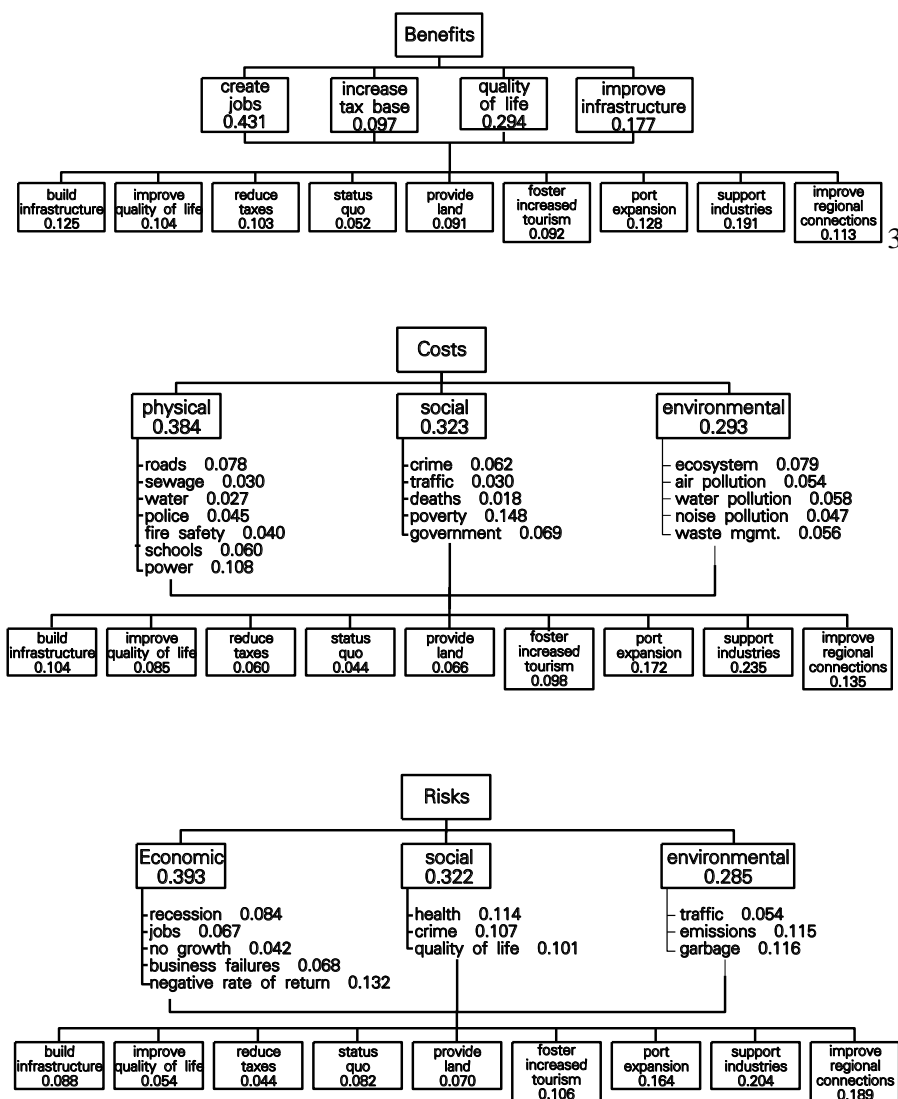 Benefits
create
jobs
0.431
increase
tax base
0.097
quality
of life
0.294
improve
infrastructure
0.177
build
infrastructure
0.125
improve
quality of life
0.104
reduce
taxes
0.103
status
quo
0.052
provide
land
0.091
foster
increased
tourism
0.092
port
expansion
0.128
support
industries
0.191
improve
regional
connections
0.113
3
Costs
physical
0.384
roads 0.078
sewage 0.030
water 0.027
police 0.045
fire safety 0.040
schools 0.060
power 0.108
social
0.323
crime 0.062
traffic 0.030
deaths 0.018
poverty 0.148
government 0.069
environmental
0.293
ecosystem 0.079
air pollution 0.054
water pollution 0.058
noise pollution 0.047
waste mgmt. 0.056
build
infrastructure
0.104
improve
quality of life
0.085
reduce
taxes
0.060
status
quo
0.044
provide
land
0.066
foster
increased
tourism
0.098
port
expansion
0.172
support
industries
0.235
improve
regional
connections
0.135
Risks
Economic
0.393
recession 0.084
jobs 0.067
no growth 0.042
business failures 0.068
negative rate of return 0.132
social
0.322
health 0.114
crime 0.107
quality of life 0.101
environmental
0.285
traffic 0.054
emissions 0.115
garbage 0.116
build
infrastructure
0.088
improve
quality of life
0.054
reduce
taxes
0.044
status
quo
0.082
provide
land
0.070
foster
increased
tourism
0.106
port
expansion
0.164
support
industries
0.204
improve
regional
connections
0.189